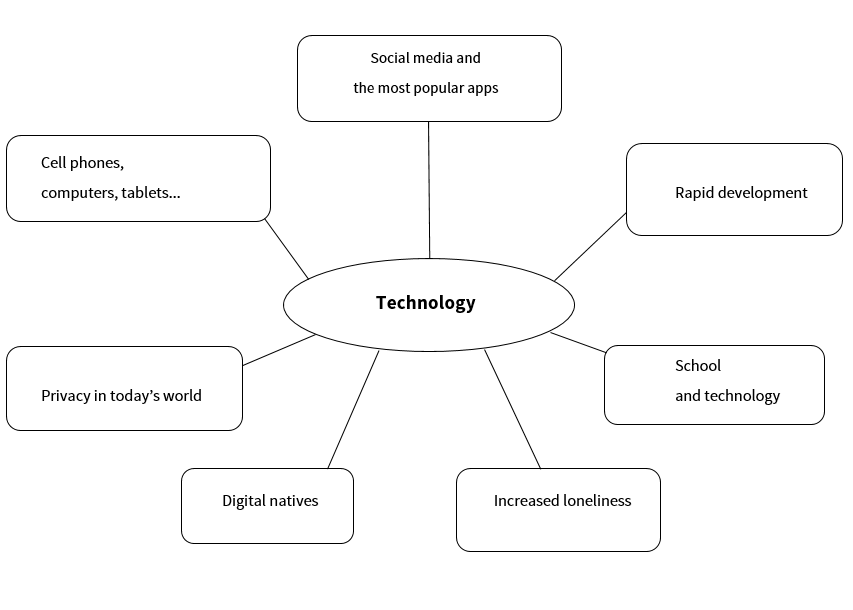 Social media and
the most popular apps
Cell phones,
computers, tablets...
Rapid development
Technology
Privacy in today’s world
School
and technology
Digital natives
Increased loneliness